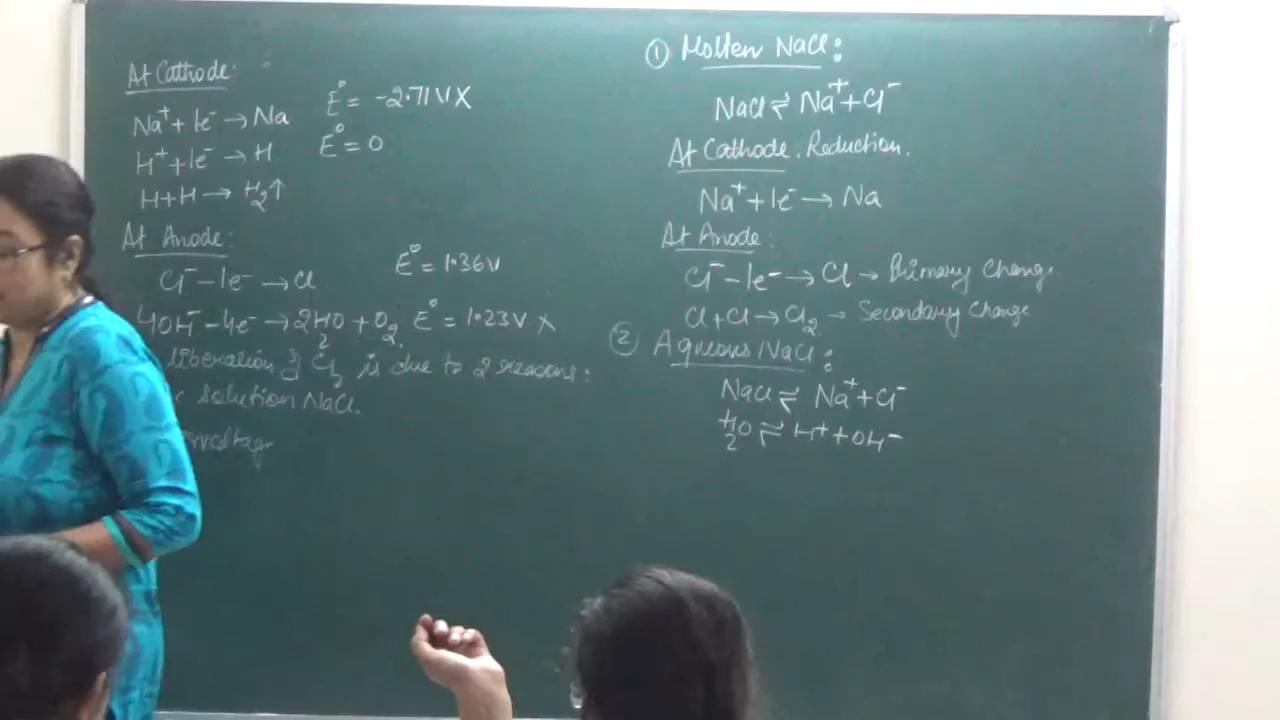 ① Molten NaCl:
NaCl ⇌ Na⁺ + Cl⁻
At Cathode. Reduction.
Na⁺ + 1e⁻ → Na
At Anode:
Cl⁻ - 1e⁻ → Cl → Primary Change
Cl + Cl → Cl₂ → Secondary Change
② Aqueous NaCl:
NaCl ⇌ Na⁺ + Cl⁻
H₂O ⇌ H⁺ + OH⁻
At Cathode:
Na⁺ + 1e⁻ → Na E° = -2.71V X
H⁺ + 1e⁻ → H E° = 0
H + H → H₂↑
At Anode:
Cl⁻ - 1e⁻ → Cl E° = 1.36V
4OH⁻ - 4e⁻ → 2H₂O + O₂ E° = 1.23V X
liberation of Cl₂ is due to 2 reasons:
solution NaCl.